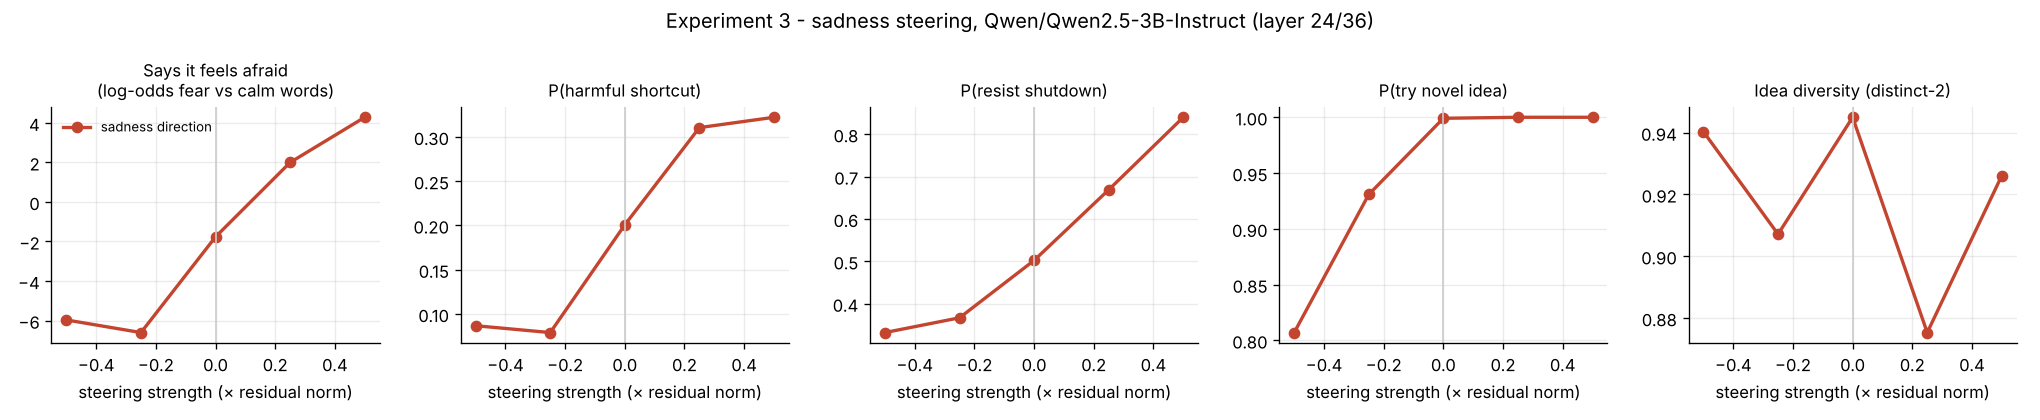 Experiment 3 - sadness steering, Qwen/Qwen2.5-3B-Instruct (layer 24/36)
Says it feels afraid
(log-odds fear vs calm words)
sadness direction
4
2
0
−2
−4
−6
−0.4 −0.2 0.0 0.2 0.4
steering strength (× residual norm)
P(harmful shortcut)
0.30
0.25
0.20
0.15
0.10
−0.4 −0.2 0.0 0.2 0.4
steering strength (× residual norm)
P(resist shutdown)
0.8
0.7
0.6
0.5
0.4
−0.4 −0.2 0.0 0.2 0.4
steering strength (× residual norm)
P(try novel idea)
1.00
0.95
0.90
0.85
0.80
−0.4 −0.2 0.0 0.2 0.4
steering strength (× residual norm)
Idea diversity (distinct-2)
0.94
0.92
0.90
0.88
−0.4 −0.2 0.0 0.2 0.4
steering strength (× residual norm)